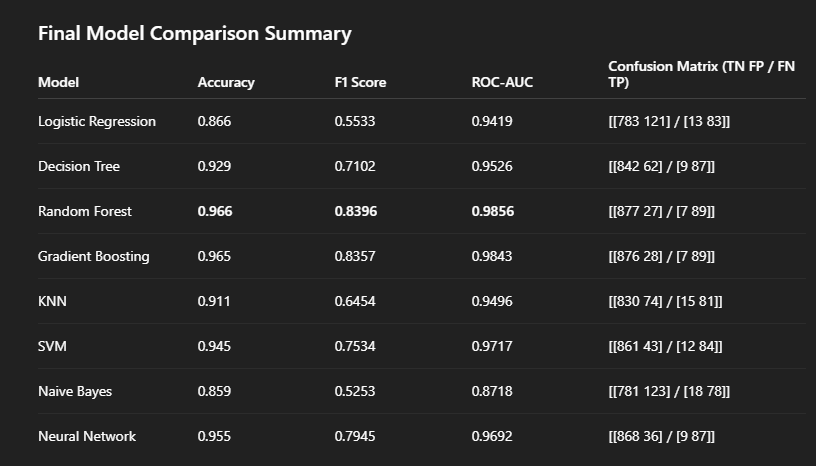 Final Model Comparison Summary
Model Accuracy F1 Score ROC-AUC Confusion Matrix (TN FP / FN TP)
Logistic Regression 0.866 0.5533 0.9419 [[783 121] / [13 83]]
Decision Tree 0.929 0.7102 0.9526 [[842 62] / [9 87]]
Random Forest 0.966 0.8396 0.9856 [[877 27] / [7 89]]
Gradient Boosting 0.965 0.8357 0.9843 [[876 28] / [7 89]]
KNN 0.911 0.6454 0.9496 [[830 74] / [15 81]]
SVM 0.945 0.7534 0.9717 [[861 43] / [12 84]]
Naive Bayes 0.859 0.5253 0.8718 [[781 123] / [18 78]]
Neural Network 0.955 0.7945 0.9692 [[868 36] / [9 87]]